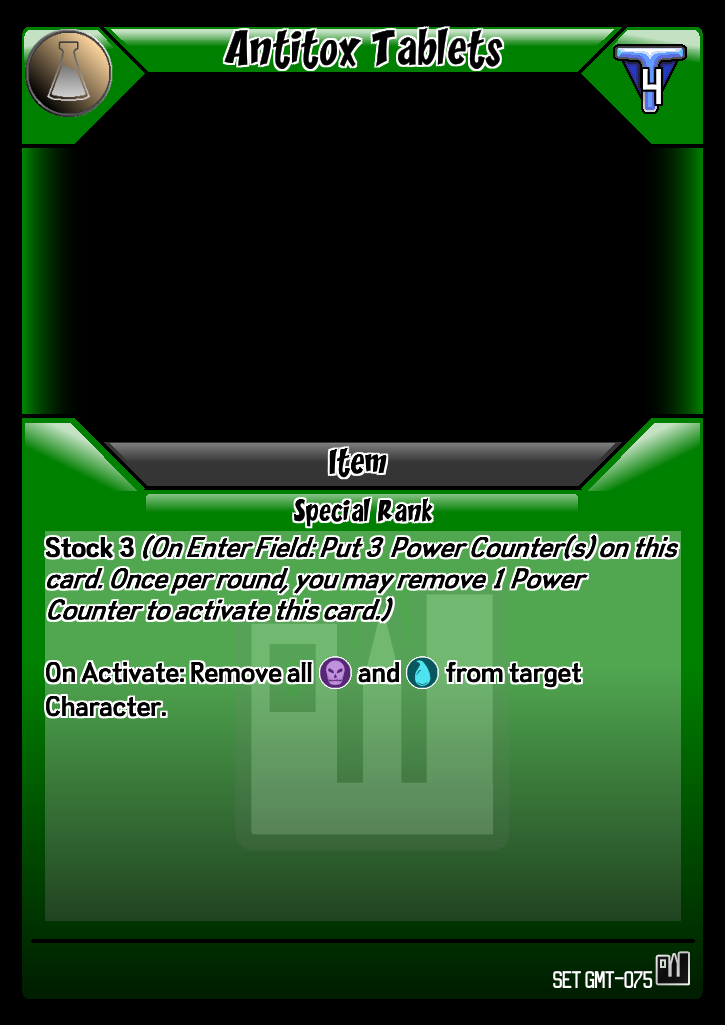 Antitox Tablets
4
Item
Special Rank
Stock 3 (On Enter Field: Put 3 Power Counter(s) on this
card. Once per round, you may remove 1 Power
Counter to activate this card.)
On Activate: Remove all and from target
Character.
SET GMT-075